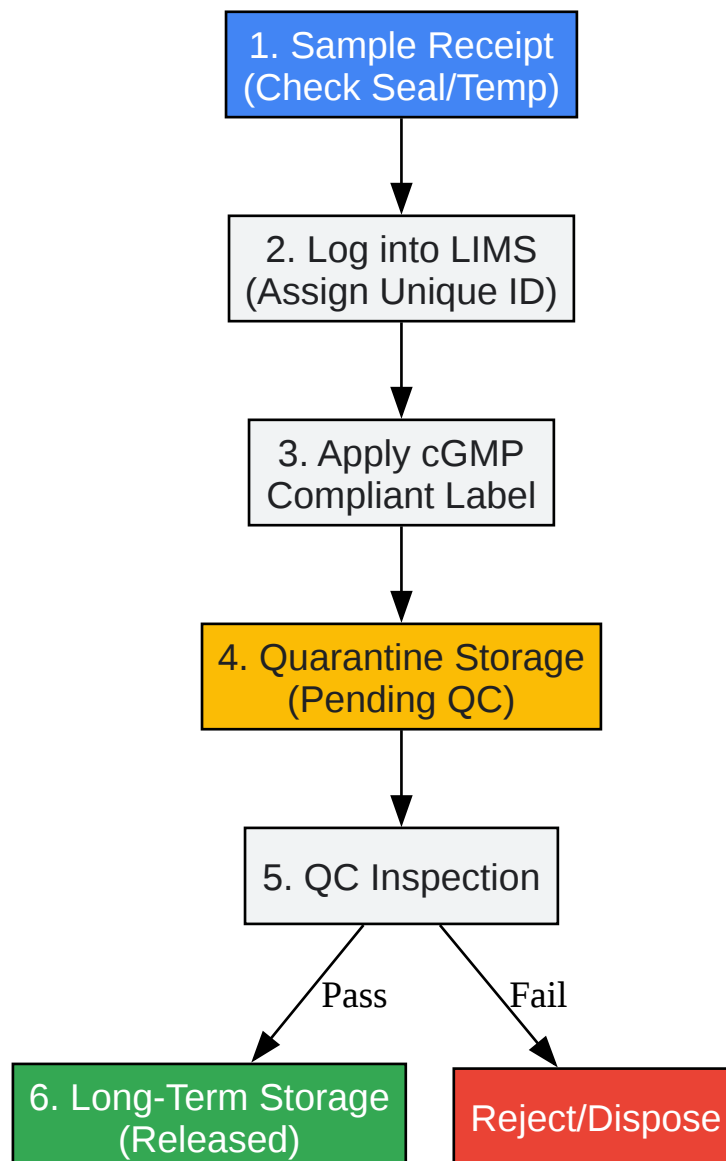 1. Sample Receipt
(Check Seal/Temp)
2. Log into LIMS
(Assign Unique ID)
3. Apply cGMP
Compliant Label
4. Quarantine Storage
(Pending QC)
5. QC Inspection
Pass
Fail
6. Long-Term Storage
(Released)
Reject/Dispose